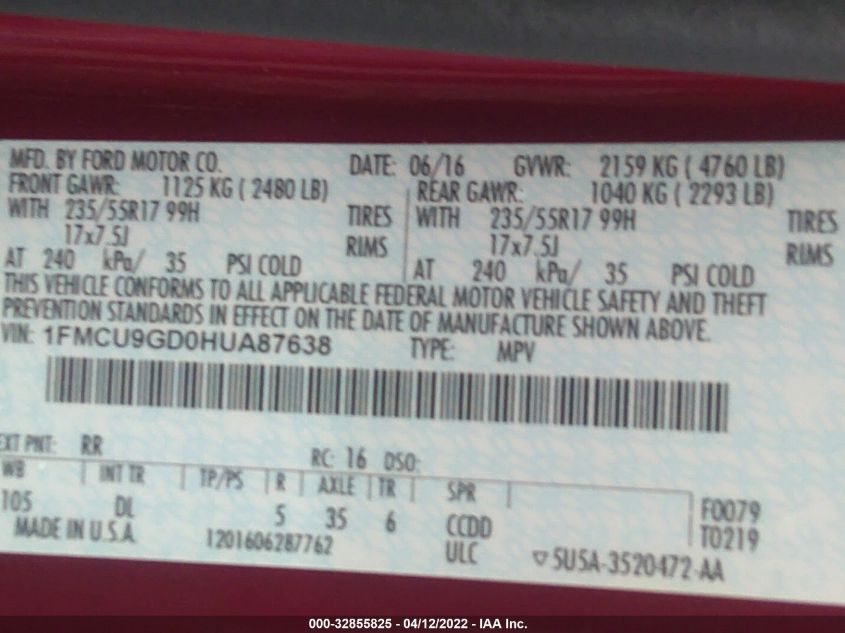 MFD. BY FORD MOTOR CO. DATE: 06/16 GVWR: 2159 KG ( 4760 LB)
FRONT GAWR: 1125 KG ( 2480 LB) REAR GAWR: 1040 KG ( 2293 LB)
WITH 235/55R17 99H TIRES WITH 235/55R17 99H TIRES
17x7.5J RIMS 17x7.5J RIMS
AT 240 kPa/ 35 PSI COLD AT 240 kPa/ 35 PSI COLD
THIS VEHICLE CONFORMS TO ALL APPLICABLE FEDERAL MOTOR VEHICLE SAFETY AND THEFT
PREVENTION STANDARDS IN EFFECT ON THE DATE OF MANUFACTURE SHOWN ABOVE.
VIN: 1FMCU9GD0HUA87638 TYPE: MPV
EXT PNT: RR RC: 16 DSO:
WB INT TR TP/PS R AXLE TR SPR
105 DL 5 35 6 CCDD F0079
MADE IN U.S.A. 1201606287762 ULC T0219
▽5U5A-3520472-AA
000-32855825 - 04/12/2022 - IAA Inc.